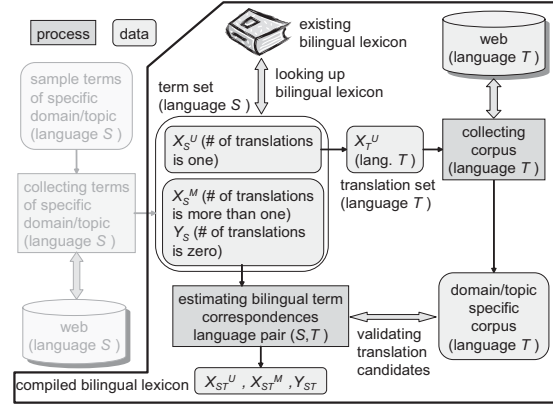 process
data
sample terms
of specific
domain/topic
(language S )
collecting terms
of specific
domain/topic
(language S )
web
(language S )
term set
(language S )
existing
bilingual lexicon
looking up
bilingual lexicon
X_S^U (# of translations
is one)
X_S^M (# of translations
is more than one)
Y_S (# of translations
is zero)
X_T^U
(lang. T )
translation set
(language T )
web
(language T )
collecting
corpus
(language T )
estimating bilingual term
correspondences
language pair (S,T )
validating
translation
candidates
domain/topic
specific
corpus
(language T )
compiled bilingual lexicon
X_ST^U , X_ST^M , Y_ST